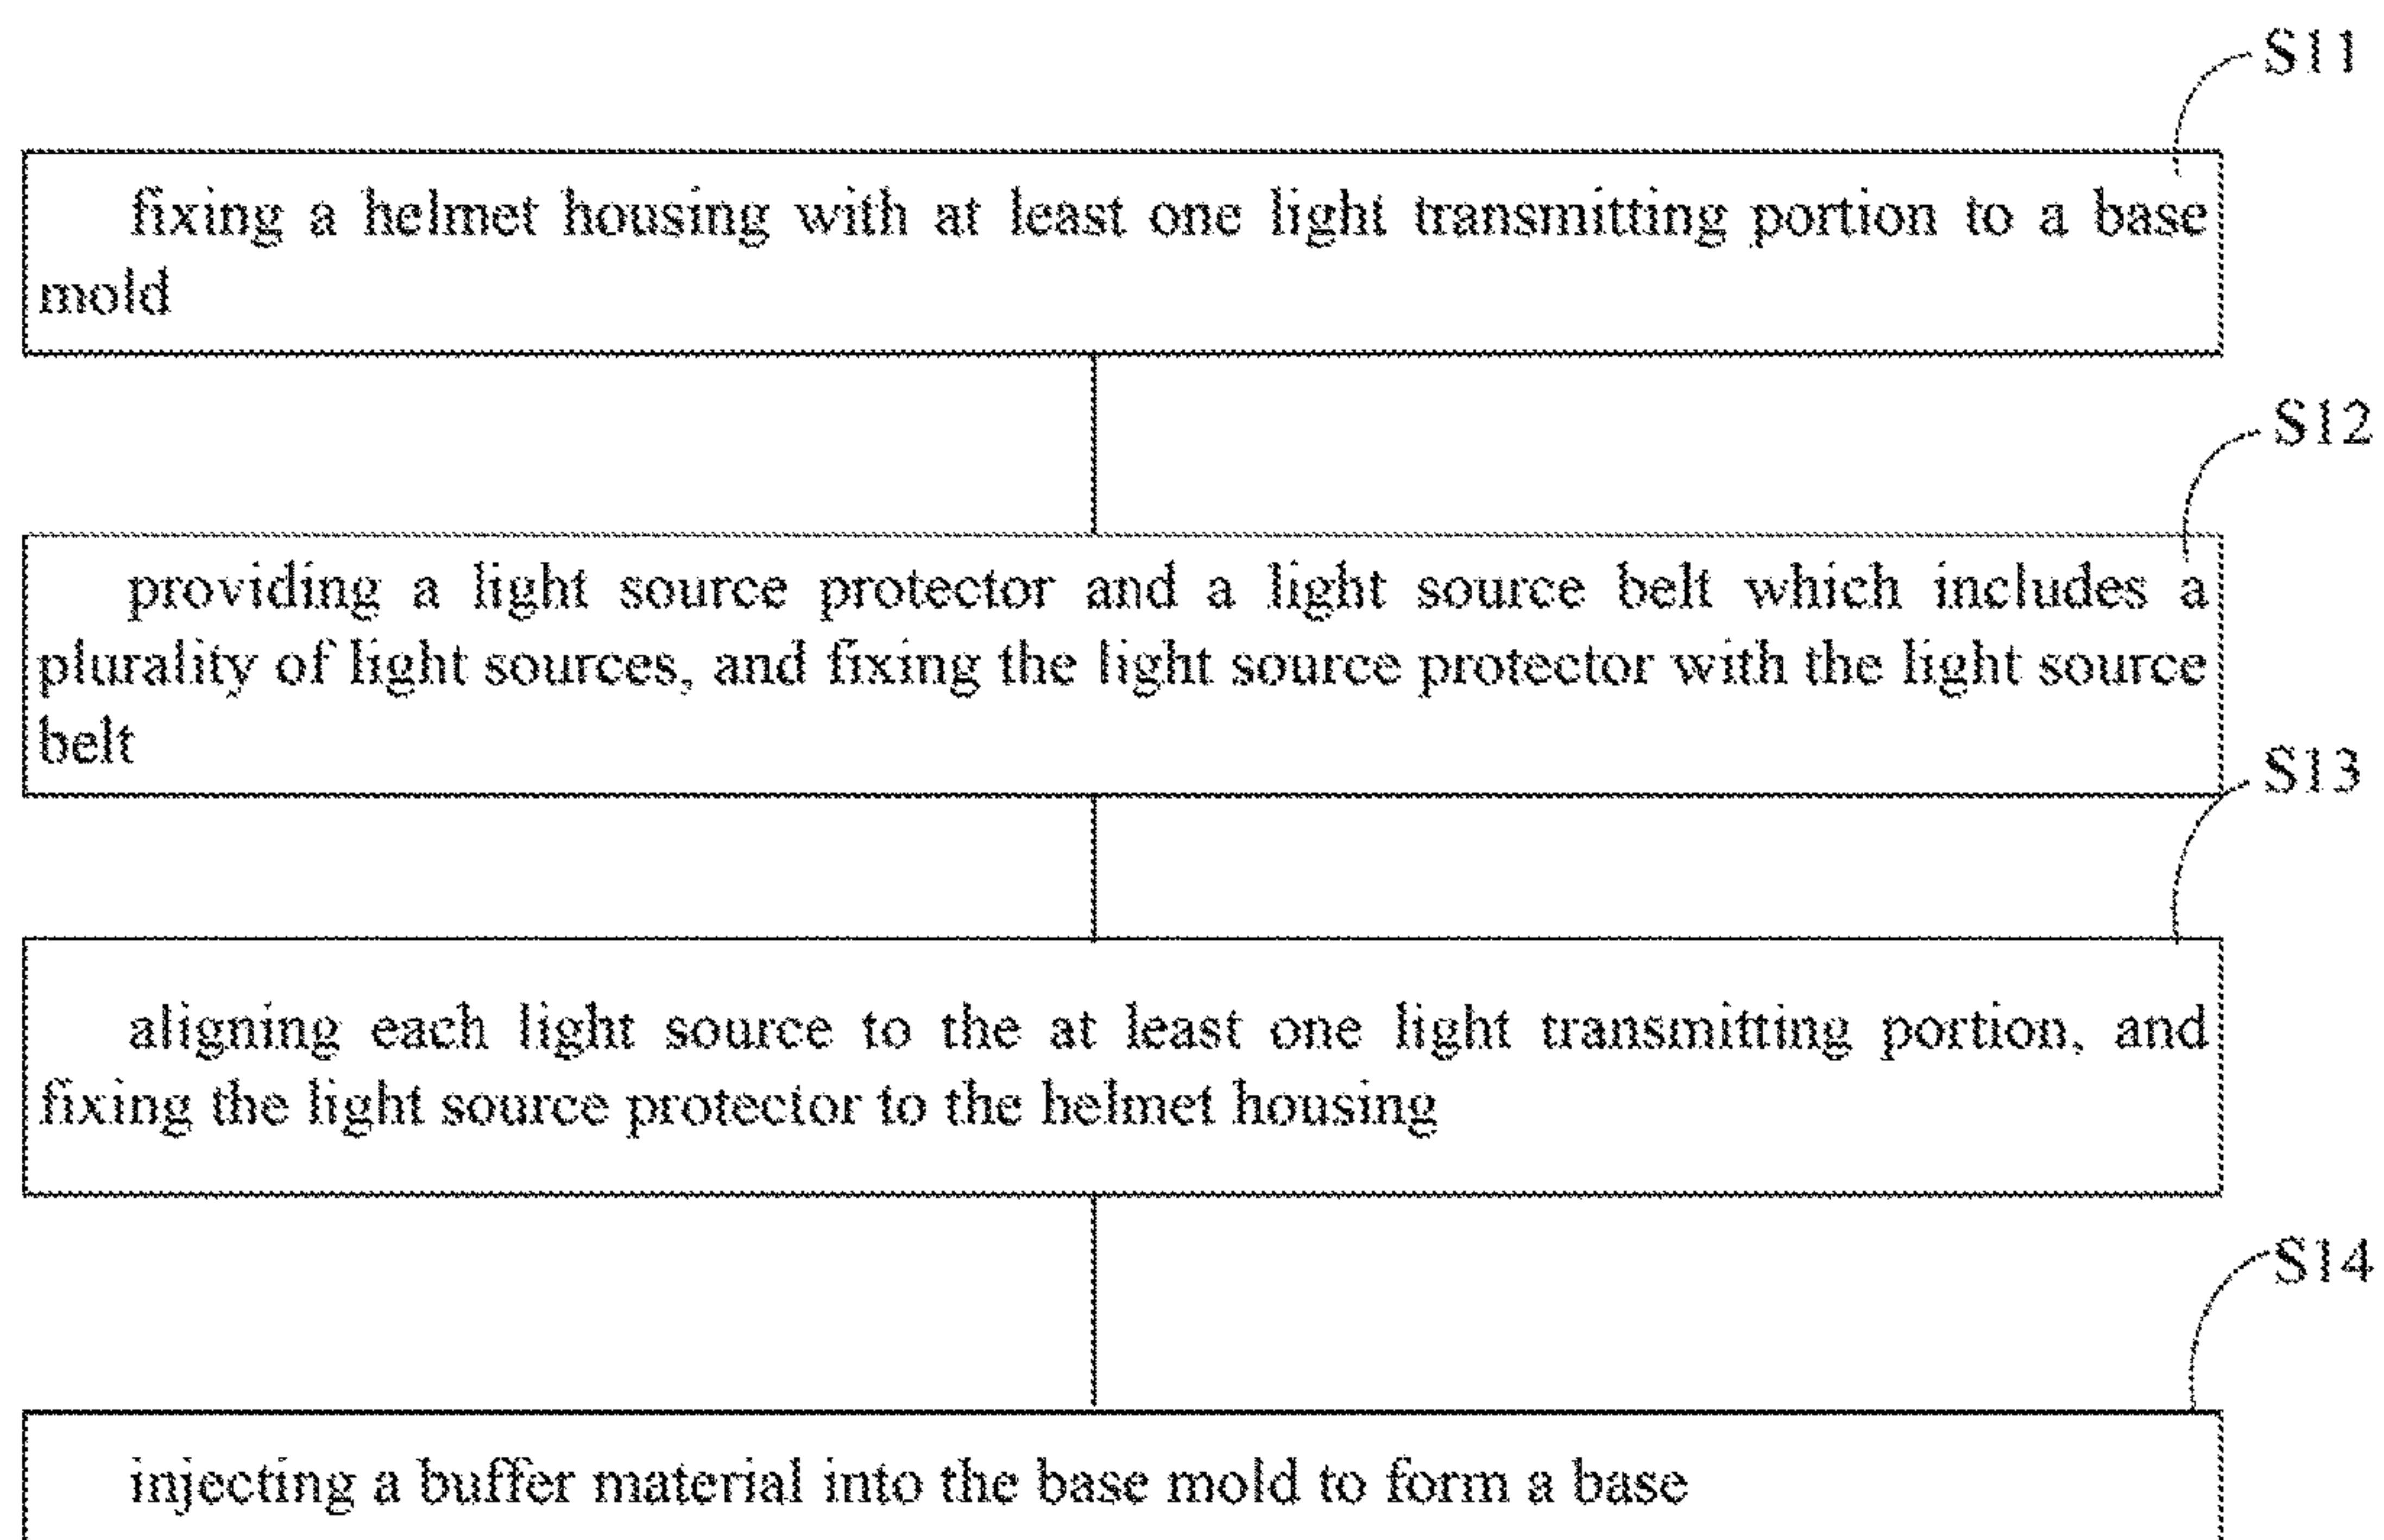 S11
fixing a helmet housing with at least one light transmitting portion to a base
mold
S12
providing a light source protector and a light source belt which includes a
plurality of light sources, and fixing the light source protector with the light source
belt
S13
aligning each light source to the at least one light transmitting portion, and
fixing the light source protector to the helmet housing
S14
injecting a buffer material into the base mold to form a base